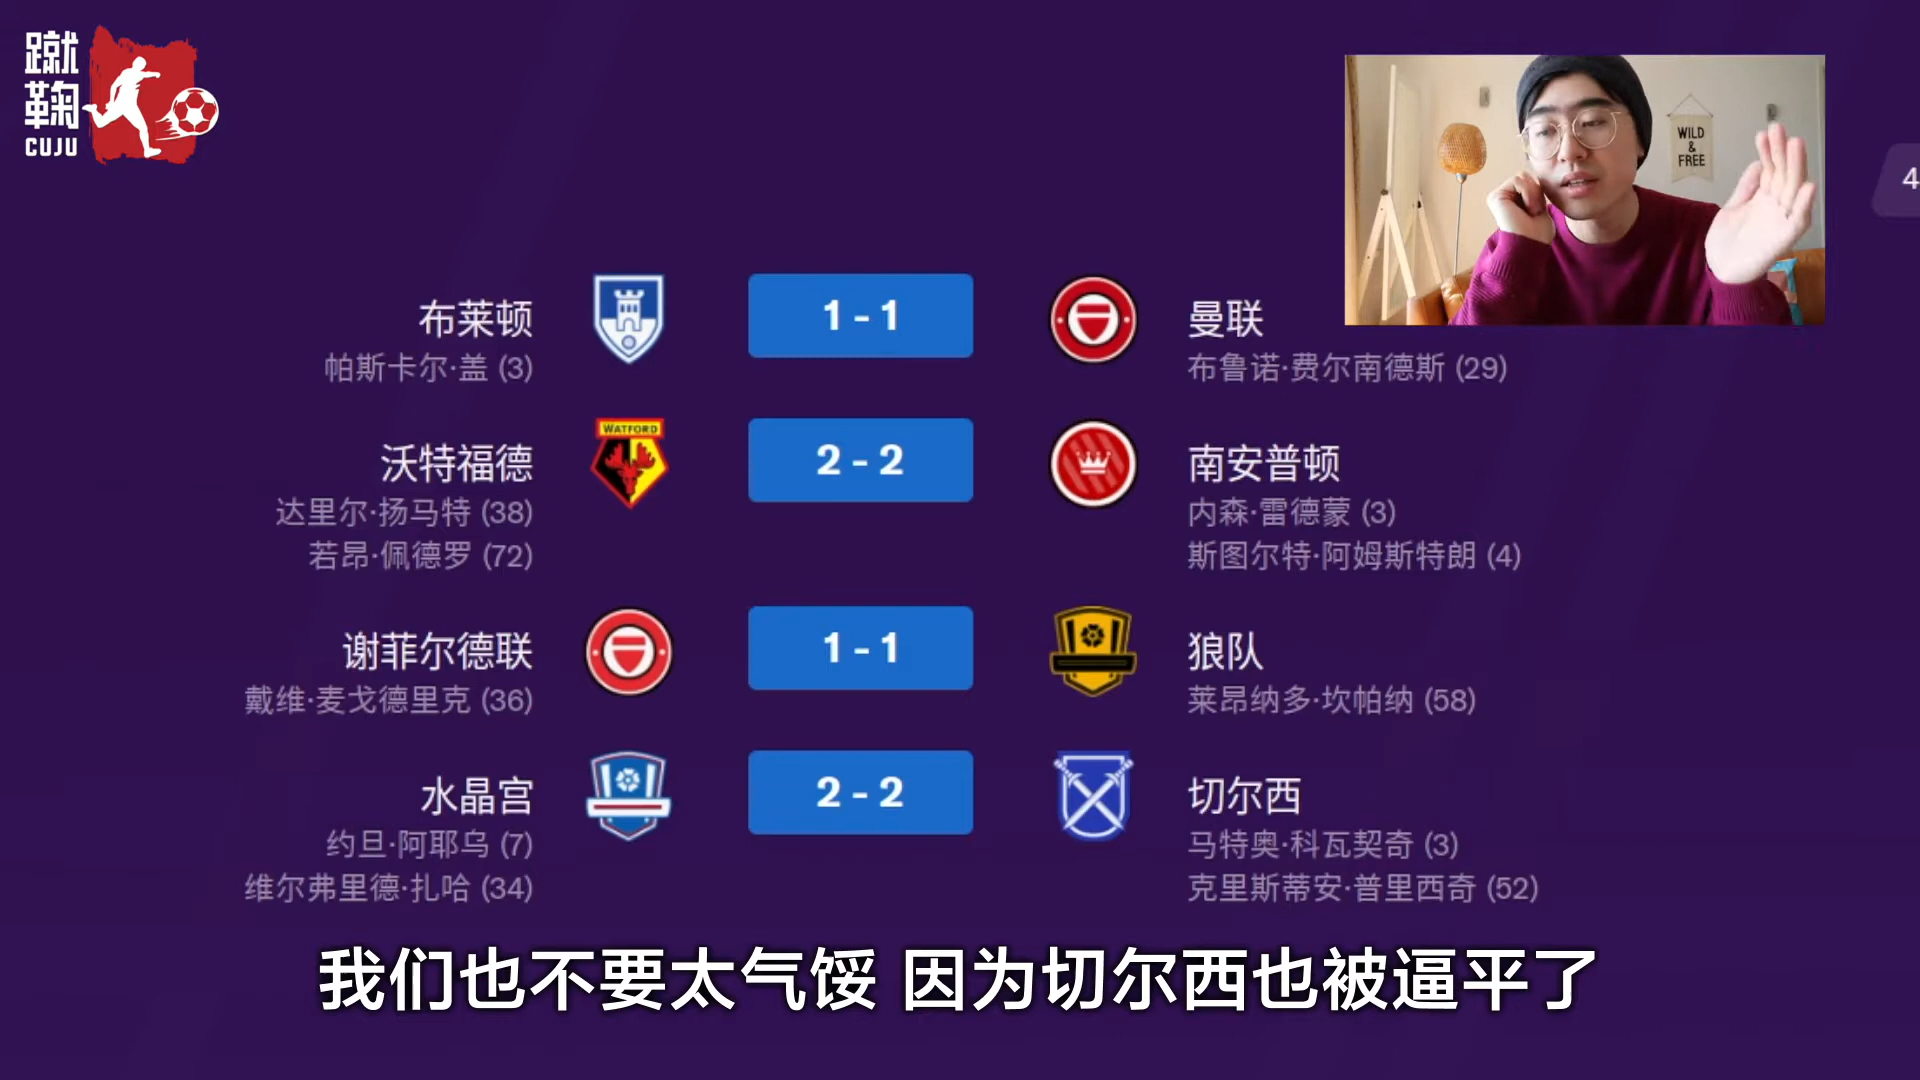 蹴
鞠
CUJU
WILD
&
FREE
4
布莱顿 1 - 1 曼联
帕斯卡尔·盖 (3) 布鲁诺·费尔南德斯 (29)
WATFORD
沃特福德 2 - 2 南安普顿
达里尔·扬马特 (38) 内森·雷德蒙 (3)
若昂·佩德罗 (72) 斯图尔特·阿姆斯特朗 (4)
谢菲尔德联 1 - 1 狼队
戴维·麦戈德里克 (36) 莱昂纳多·坎帕纳 (58)
水晶宫 2 - 2 切尔西
约旦·阿耶乌 (7) 马特奥·科瓦契奇 (3)
维尔弗里德·扎哈 (34) 克里斯蒂安·普里西奇 (52)
我们也不要太气馁 因为切尔西也被逼平了